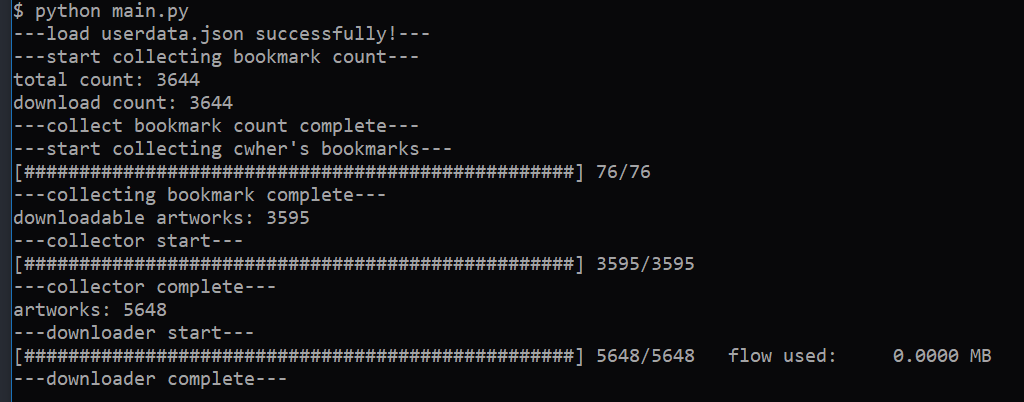 $ python main.py
---load userdata.json successfully!---
---start collecting bookmark count---
total count: 3644
download count: 3644
---collect bookmark count complete---
---start collecting cwher's bookmarks---
[##################################################] 76/76
---collecting bookmark complete---
downloadable artworks: 3595
---collector start---
[##################################################] 3595/3595
---collector complete---
artworks: 5648
---downloader start---
[##################################################] 5648/5648   flow used:     0.0000 MB
---downloader complete---